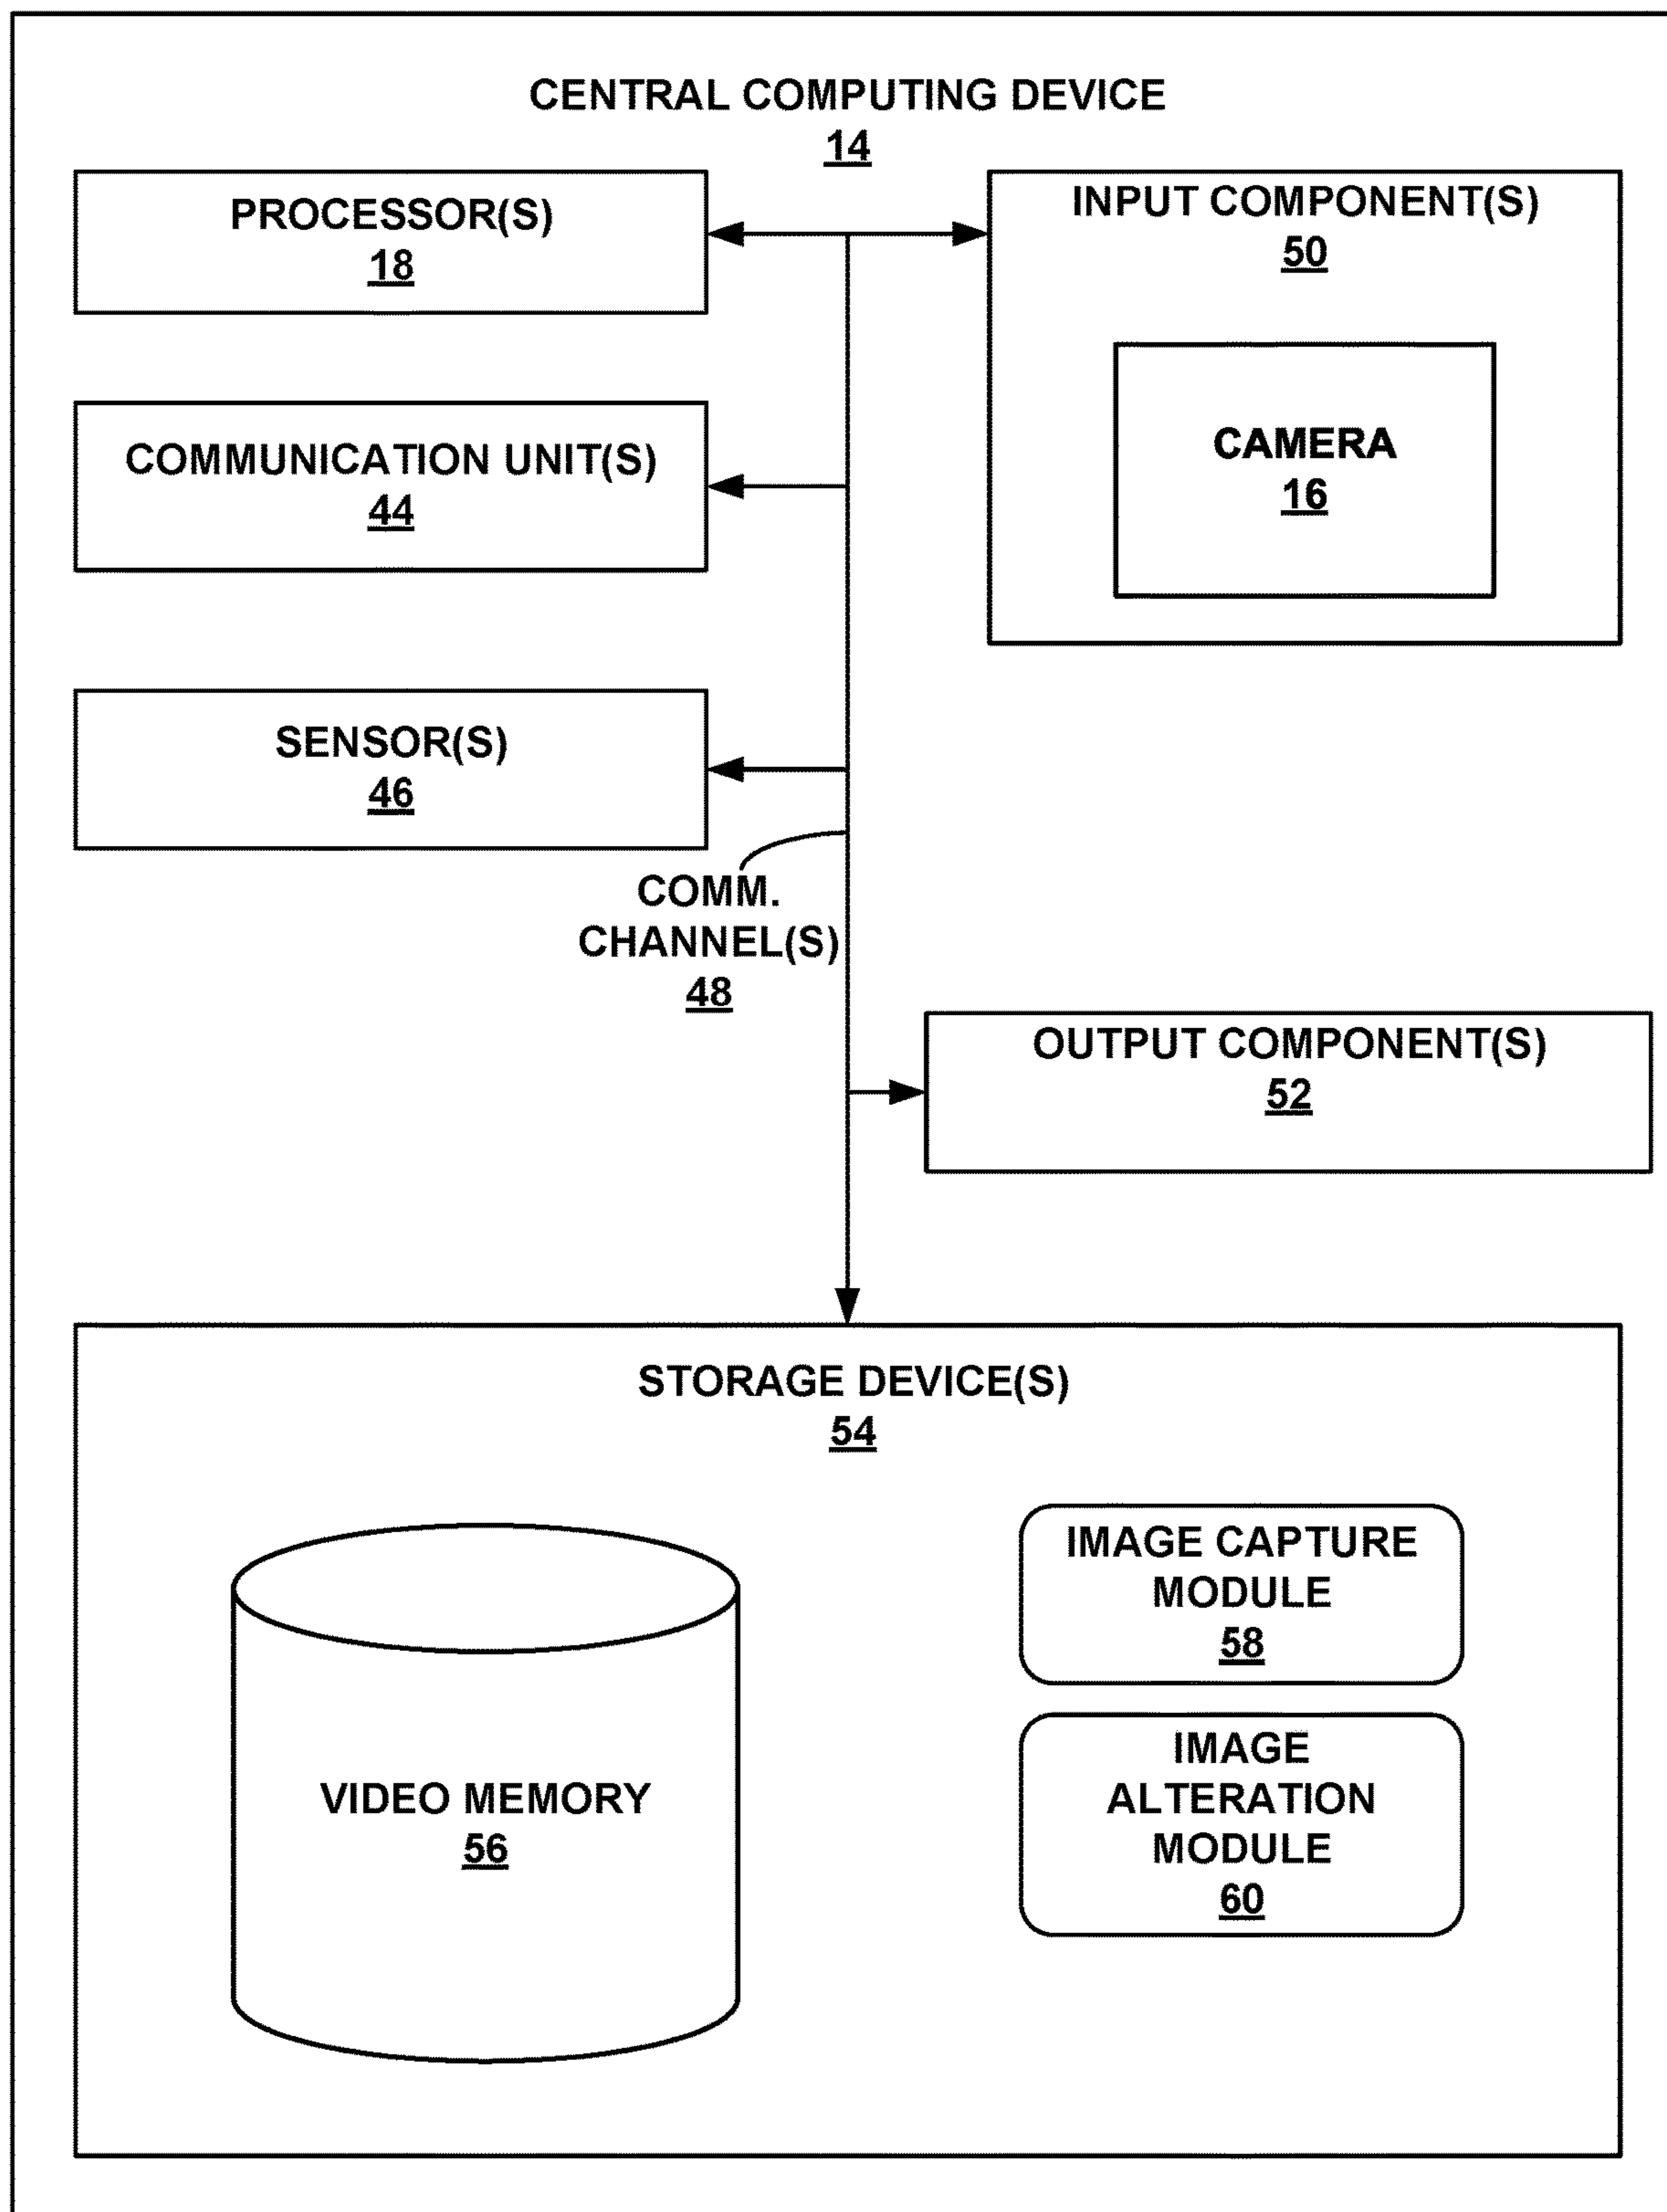 CENTRAL COMPUTING DEVICE
14
PROCESSOR(S)
18
INPUT COMPONENT(S)
50
CAMERA
16
COMMUNICATION UNIT(S)
44
SENSOR(S)
46
COMM.
CHANNEL(S)
48
OUTPUT COMPONENT(S)
52
STORAGE DEVICE(S)
54
VIDEO MEMORY
56
IMAGE CAPTURE
MODULE
58
IMAGE
ALTERATION
MODULE
60